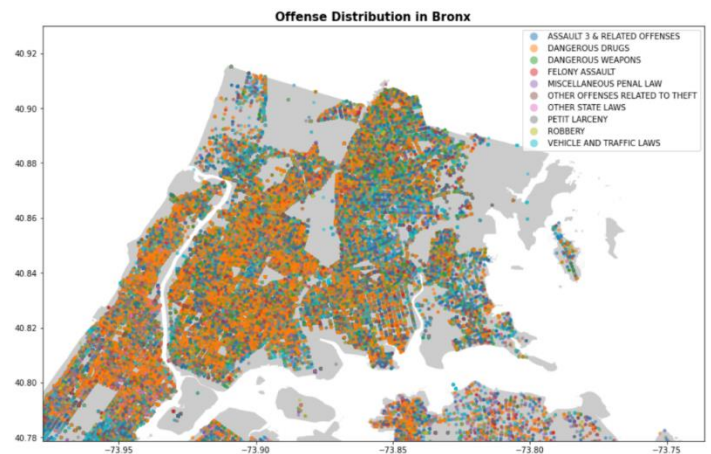 Offense Distribution in Bronx
ASSAULT 3 & RELATED OFFENSES
DANGEROUS DRUGS
DANGEROUS WEAPONS
FELONY ASSAULT
MISCELLANEOUS PENAL LAW
OTHER OFFENSES RELATED TO THEFT
OTHER STATE LAWS
PETIT LARCENY
ROBBERY
VEHICLE AND TRAFFIC LAWS
40.92
40.90
40.88
40.86
40.84
40.82
40.80
40.78
−73.95 −73.90 −73.85 −73.80 −73.75